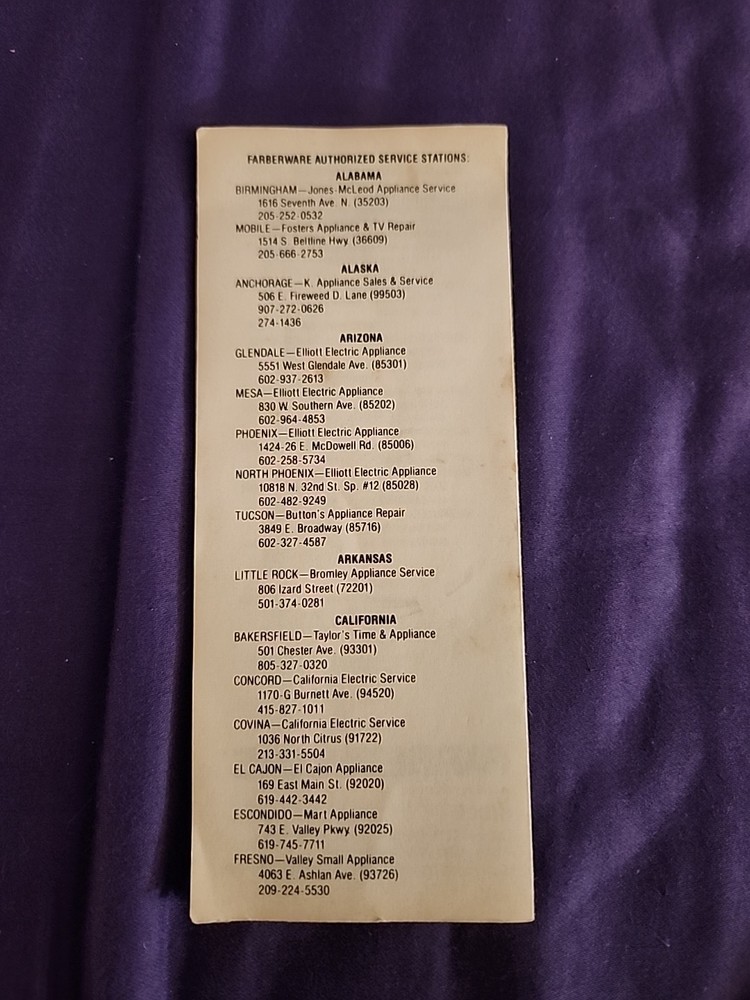 FARBERWARE AUTHORIZED SERVICE STATIONS:
ALABAMA
BIRMINGHAM—Jones-McLeod Appliance Service
1616 Seventh Ave. N. (35203)
205-252-0532
MOBILE—Fosters Appliance & TV Repair
1514 S. Beltline Hwy. (36609)
205-666-2753
ALASKA
ANCHORAGE—K. Appliance Sales & Service
506 E. Fireweed D. Lane (99503)
907-272-0626
274-1436
ARIZONA
GLENDALE—Elliott Electric Appliance
5551 West Glendale Ave. (85301)
602-937-2613
MESA—Elliott Electric Appliance
830 W. Southern Ave. (85202)
602-964-4853
PHOENIX—Elliott Electric Appliance
1424-26 E. McDowell Rd. (85006)
602-258-5734
NORTH PHOENIX—Elliott Electric Appliance
10818 N. 32nd St. Sp. #12 (85028)
602-482-9249
TUCSON—Button's Appliance Repair
3849 E. Broadway (85716)
602-327-4587
ARKANSAS
LITTLE ROCK—Bromley Appliance Service
806 Izard Street (72201)
501-374-0281
CALIFORNIA
BAKERSFIELD—Taylor's Time & Appliance
501 Chester Ave. (93301)
805-327-0320
CONCORD—California Electric Service
1170-G Burnett Ave. (94520)
415-827-1011
COVINA—California Electric Service
1036 North Citrus (91722)
213-331-5504
EL CAJON—El Cajon Appliance
169 East Main St. (92020)
619-442-3442
ESCONDIDO—Mart Appliance
743 E. Valley Pkwy. (92025)
619-745-7711
FRESNO—Valley Small Appliance
4063 E. Ashlan Ave. (93726)
209-224-5530